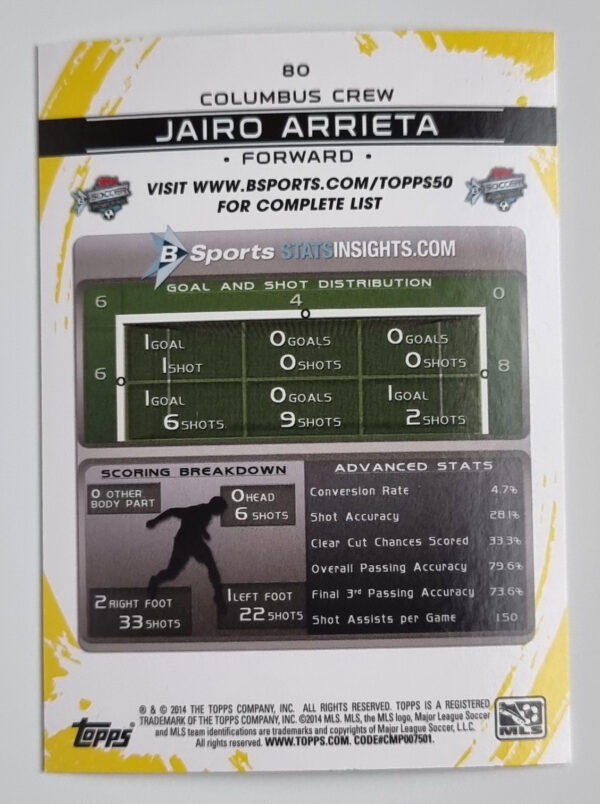 80
COLUMBUS CREW
JAIRO ARRIETA
• FORWARD •
VISIT WWW.BSPORTS.COM/TOPPS50
FOR COMPLETE LIST
SOCCER
SOCCER
B Sports STATSINSIGHTS.COM
GOAL AND SHOT DISTRIBUTION
6 4 0
1 GOAL 0 GOALS 0 GOALS
1 SHOT 0 SHOTS 0 SHOTS
6 8
1 GOAL 0 GOALS 1 GOAL
6 SHOTS 9 SHOTS 2 SHOTS
SCORING BREAKDOWN
0 OTHER
BODY PART
0 HEAD
6 SHOTS
2 RIGHT FOOT
33 SHOTS
1 LEFT FOOT
22 SHOTS
ADVANCED STATS
Conversion Rate 4.7%
Shot Accuracy 28.1%
Clear Cut Chances Scored 33.3%
Overall Passing Accuracy 79.6%
Final 3rd Passing Accuracy 73.6%
Shot Assists per Game 1.50
® & © 2014 THE TOPPS COMPANY, INC. ALL RIGHTS RESERVED. TOPPS IS A REGISTERED
TRADEMARK OF THE TOPPS COMPANY, INC. ©2014 MLS. MLS, the MLS logo, Major League Soccer
and MLS team identifications are trademarks and copyrights of Major League Soccer, L.L.C.
All rights reserved. WWW.TOPPS.COM. CODE#CMP007501.
Topps
MLS